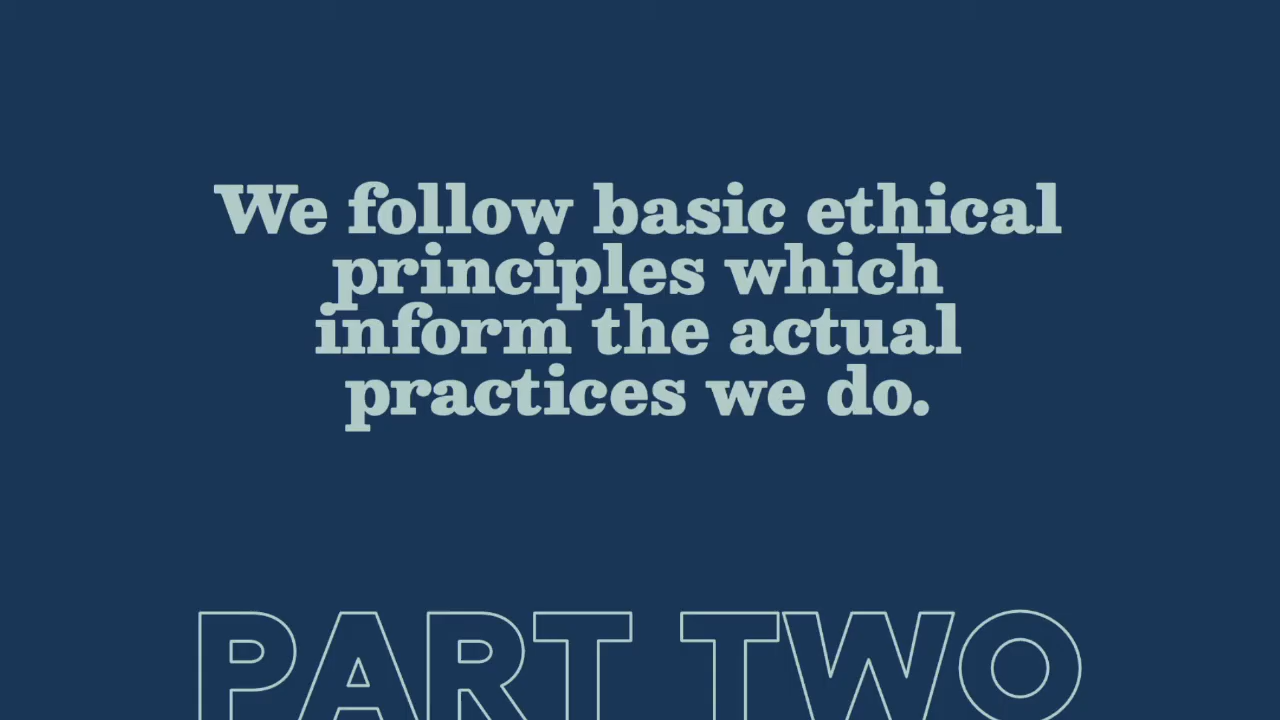 We follow basic ethical
principles which
inform the actual
practices we do.
PART TWO